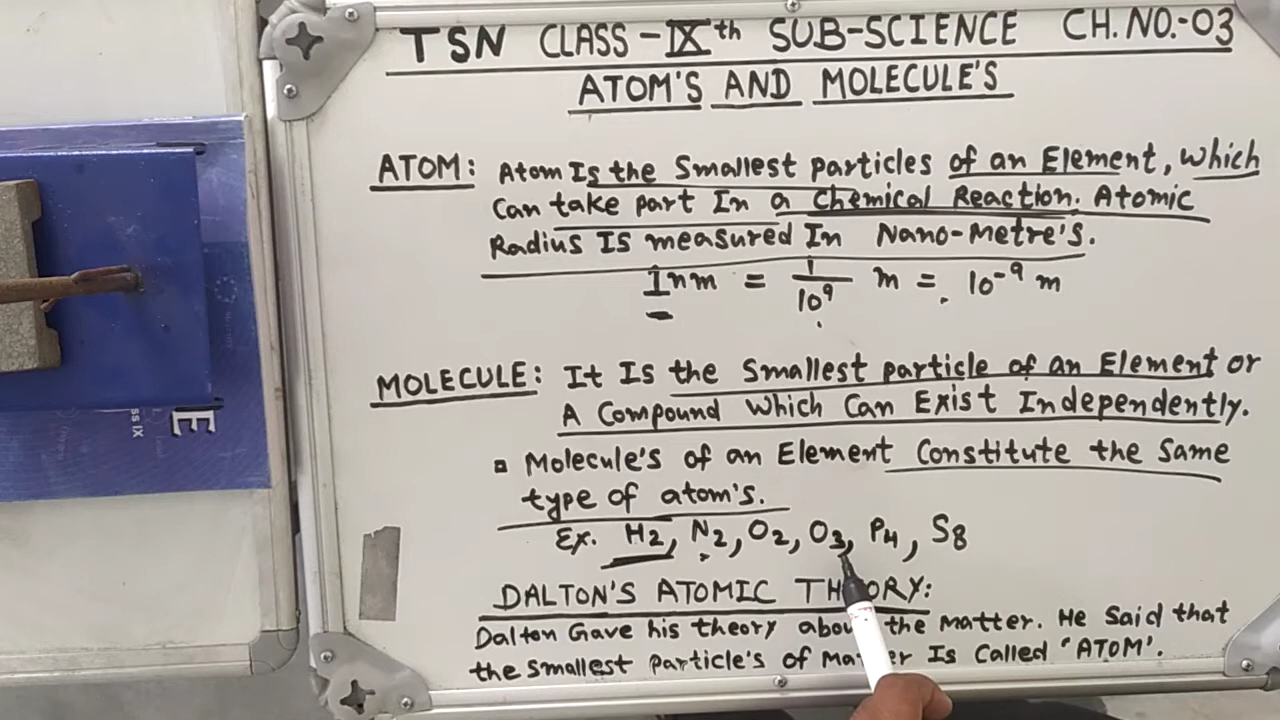 TSN CLASS-IXth SUB-SCIENCE CH.NO.-03
ATOM'S AND MOLECULE'S
ATOM: Atom Is the Smallest particles of an Element, Which
Can take part In a Chemical Reaction. Atomic
Radius Is measured In Nano-Metre's.
1nm = 1/10⁹ m = 10⁻⁹ m
MOLECULE: It Is the Smallest particle of an Element or
A Compound Which Can Exist Independently.
▫ Molecule's of an Element Constitute the Same
type of atom's.
Ex. H2, N2, O2, O3, P4, S8
DALTON'S ATOMIC THEORY:
Dalton Gave his theory about the Matter. He Said that
the Smallest Particle's of Matter Is Called 'ATOM'.
E
ss IX